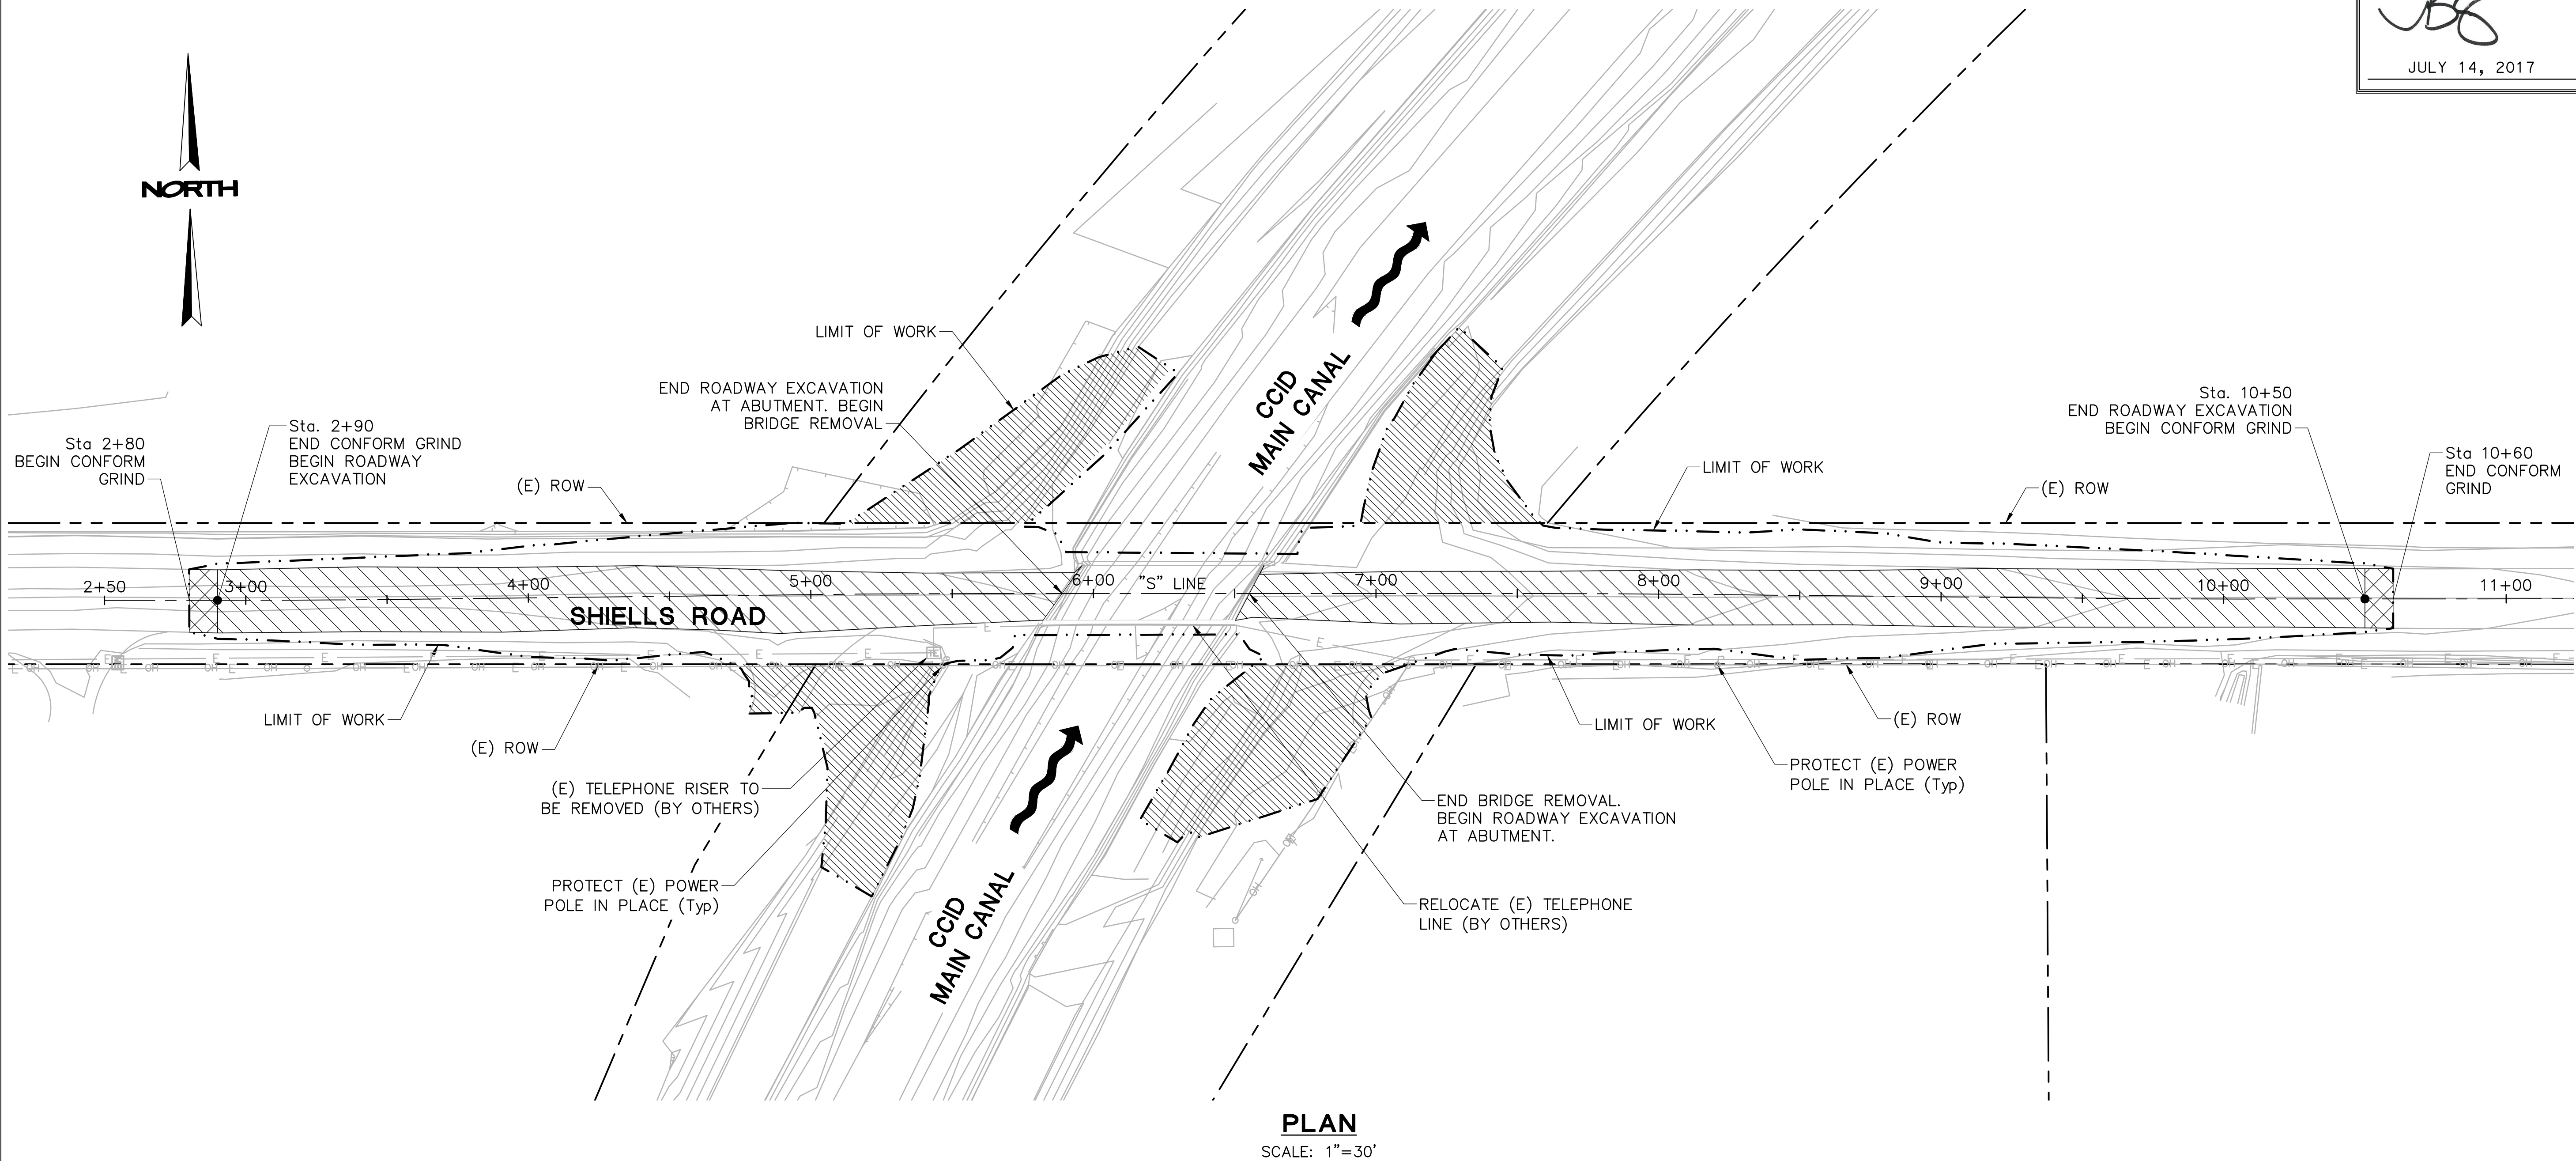 JULY 14, 2017
NORTH
LIMIT OF WORK
END ROADWAY EXCAVATION
AT ABUTMENT. BEGIN
BRIDGE REMOVAL
CCID
MAIN CANAL
Sta. 10+50
END ROADWAY EXCAVATION
BEGIN CONFORM GRIND
Sta 2+80
BEGIN CONFORM
GRIND
Sta. 2+90
END CONFORM GRIND
BEGIN ROADWAY
EXCAVATION
(E) ROW
LIMIT OF WORK
(E) ROW
Sta 10+60
END CONFORM
GRIND
2+50
3+00
4+00
5+00
6+00
"S" LINE
7+00
8+00
9+00
10+00
11+00
SHIELLS ROAD
LIMIT OF WORK
(E) ROW
(E) TELEPHONE RISER TO
BE REMOVED (BY OTHERS)
PROTECT (E) POWER
POLE IN PLACE (Typ)
CCID
MAIN CANAL
END BRIDGE REMOVAL.
BEGIN ROADWAY EXCAVATION
AT ABUTMENT.
RELOCATE (E) TELEPHONE
LINE (BY OTHERS)
LIMIT OF WORK
(E) ROW
PROTECT (E) POWER
POLE IN PLACE (Typ)
PLAN
SCALE: 1"=30'